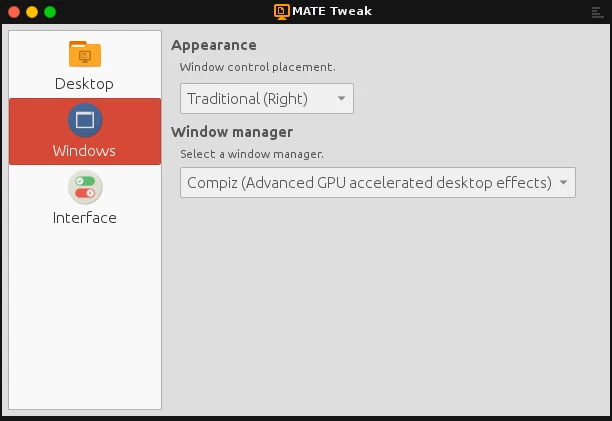 MATE Tweak
Desktop
Windows
Interface
Appearance
Window control placement.
Traditional (Right)
Window manager
Select a window manager.
Compiz (Advanced GPU accelerated desktop effects)